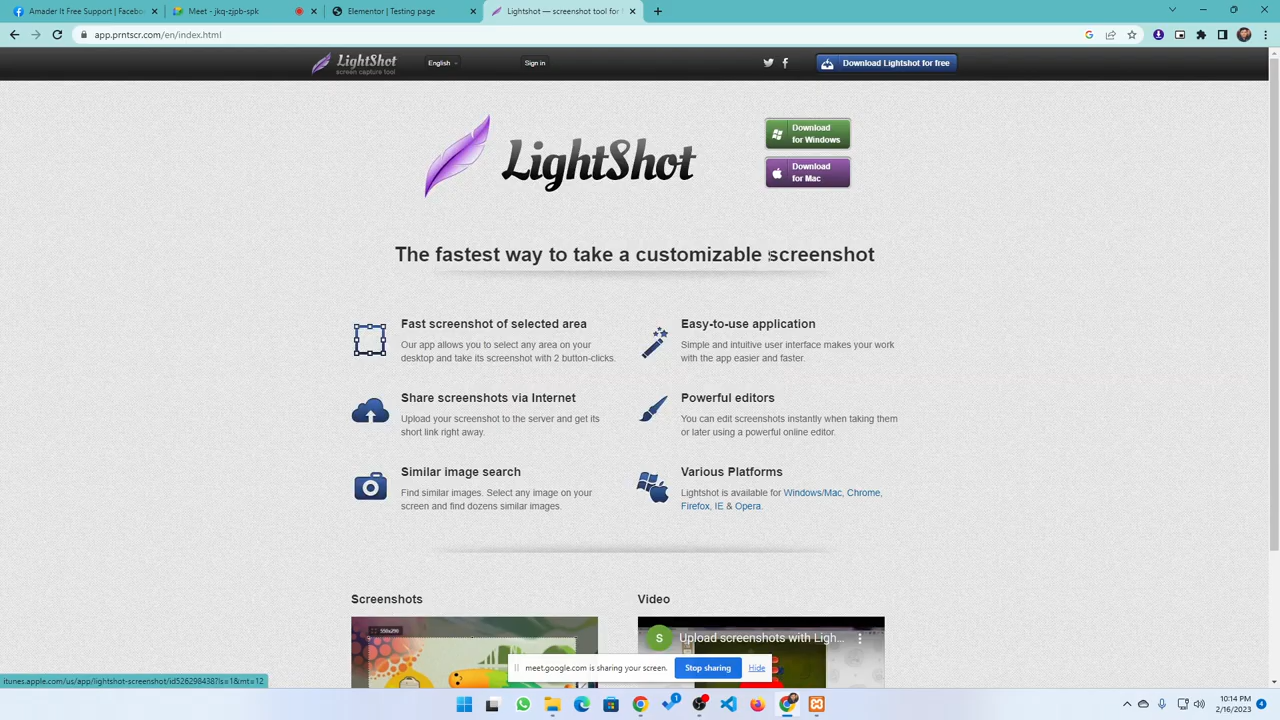 Amader It Free Support | Facebo
Meet - jkq-zjpb-spk
Elementor | Testing page
Lightshot — screenshot tool for
app.prntscr.com/en/index.html
LightShot
screen capture tool
English
Sign in
Download Lightshot for free
LightShot
Download
for Windows
Download
for Mac
The fastest way to take a customizable screenshot
Fast screenshot of selected area
Our app allows you to select any area on your
desktop and take its screenshot with 2 button-clicks.
Easy-to-use application
Simple and intuitive user interface makes your work
with the app easier and faster.
Share screenshots via Internet
Upload your screenshot to the server and get its
short link right away.
Powerful editors
You can edit screenshots instantly when taking them
or later using a powerful online editor.
Similar image search
Find similar images. Select any image on your
screen and find dozens similar images.
Various Platforms
Lightshot is available for Windows/Mac, Chrome,
Firefox, IE & Opera.
Screenshots
Video
550x290
S
Upload screenshots with Ligh...
meet.google.com is sharing your screen.
Stop sharing
Hide
itunes.apple.com/us/app/lightshot-screenshot/id526298438?ls=1&mt=12
1
10:14 PM
2/16/2023
4